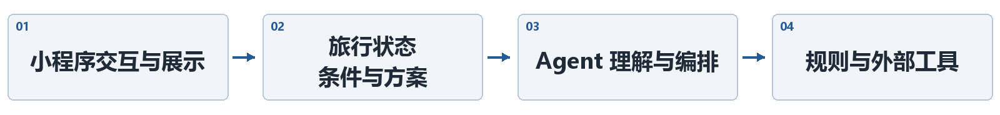 01
小程序交互与展示
02
旅行状态
条件与方案
03
Agent 理解与编排
04
规则与外部工具